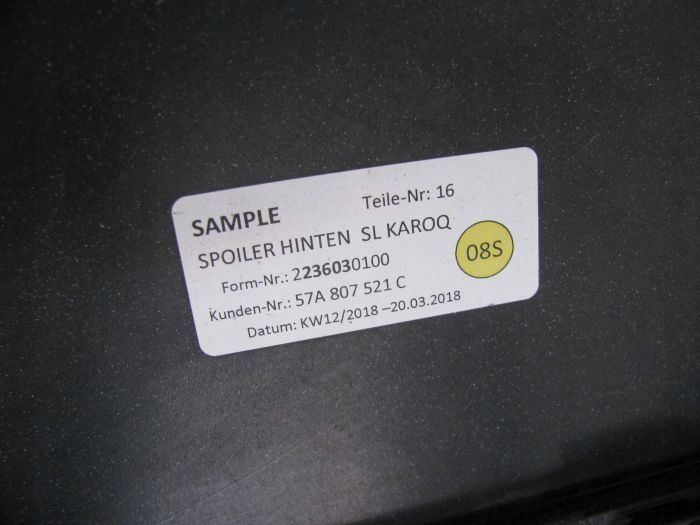 SAMPLE Teile-Nr: 16
SPOILER HINTEN SL KAROQ
Form-Nr.: 2236030100
08S
Kunden-Nr.: 57A 807 521 C
Datum: KW12/2018 –20.03.2018